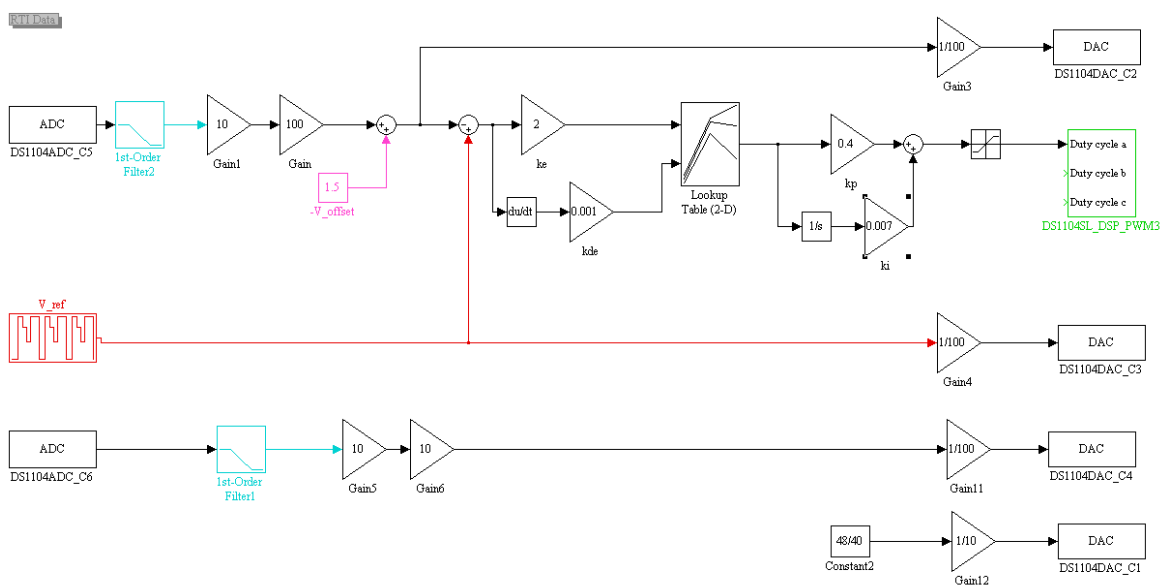 RTI Data
1/100
Gain3
DAC
DS1104DAC_C2
ADC
DS1104ADC_C5
1st-Order
Filter2
10
Gain1
100
Gain
+
+
1.5
-V_offset
-
+
2
ke
du/dt
0.001
kde
Lookup
Table (2-D)
0.4
kp
1/s
0.007
ki
+
+
Duty cycle a
Duty cycle b
Duty cycle c
DS1104SL_DSP_PWM3
V_ref
1/100
Gain4
DAC
DS1104DAC_C3
ADC
DS1104ADC_C6
1st-Order
Filter1
10
Gain5
10
Gain6
1/100
Gain11
DAC
DS1104DAC_C4
48/40
Constant2
1/10
Gain12
DAC
DS1104DAC_C1